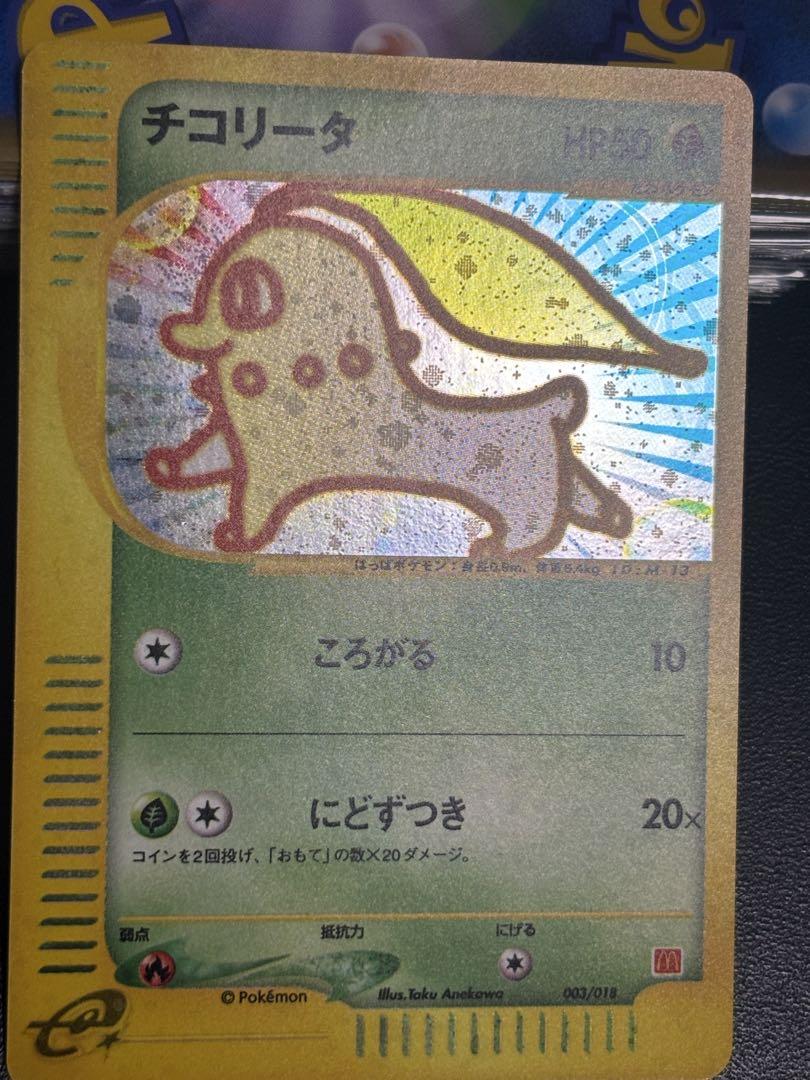 チコリータ
HP50
はっぱポケモン：身長0.9m、体重6.4kg ID:M-13
ころがる 10
にどずつき 20×
コインを2回投げ、「おもて」の数×20ダメージ。
弱点 抵抗力 にげる
© Pokémon Illus.Taku Anekawa 003/018
e